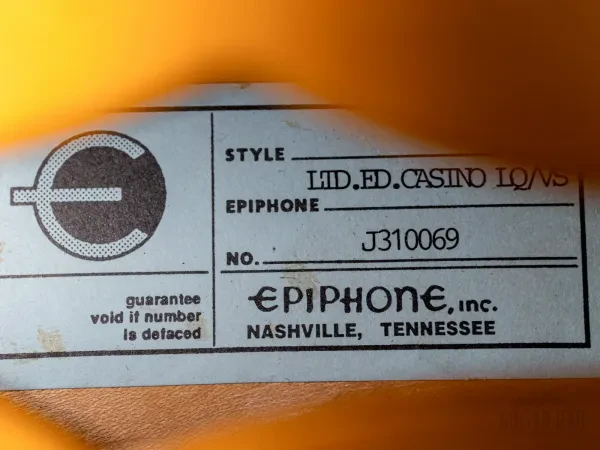 STYLE
LTD.ED.CASINO LQ/VS
EPIPHONE
J310069
NO.
guarantee
void if number
is defaced
EPIPHONE, INC.
NASHVILLE, TENNESSEE